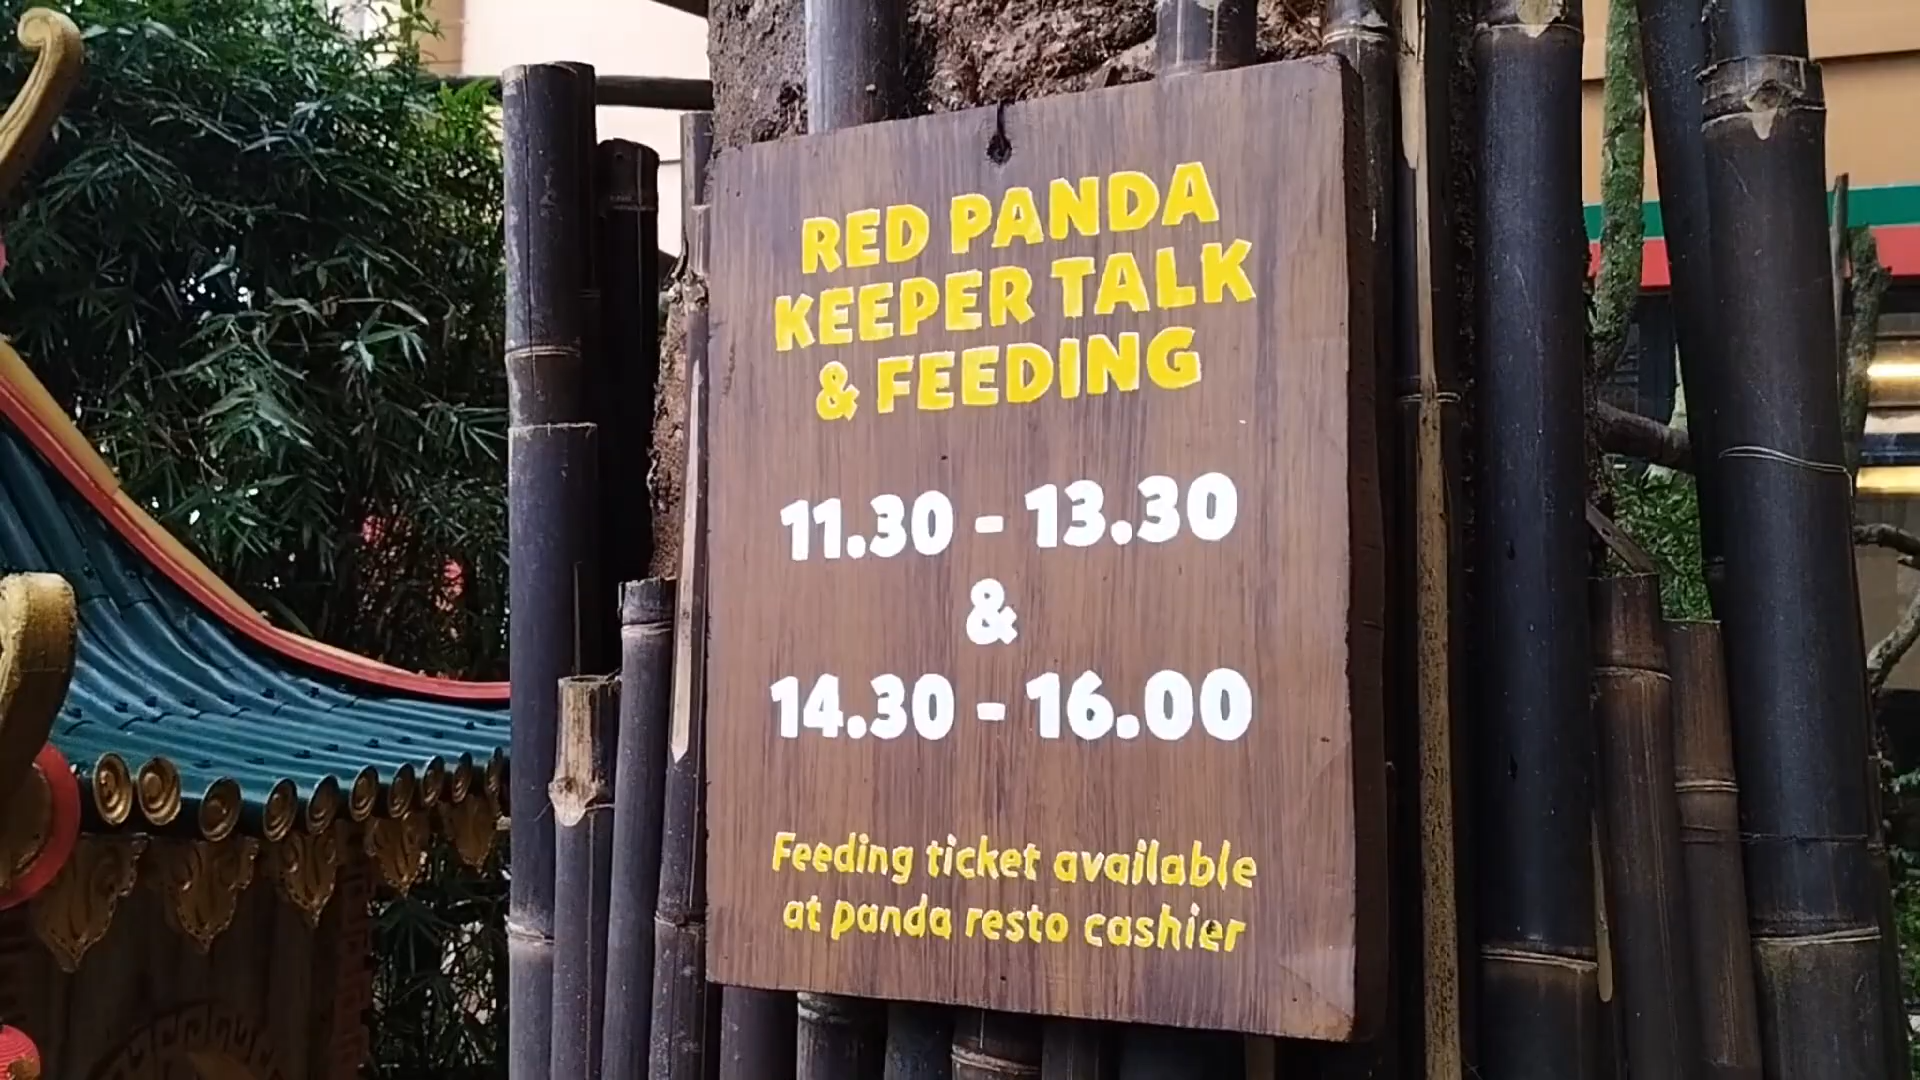 RED PANDA
KEEPER TALK
& FEEDING
11.30 - 13.30
&
14.30 - 16.00
Feeding ticket available
at panda resto cashier